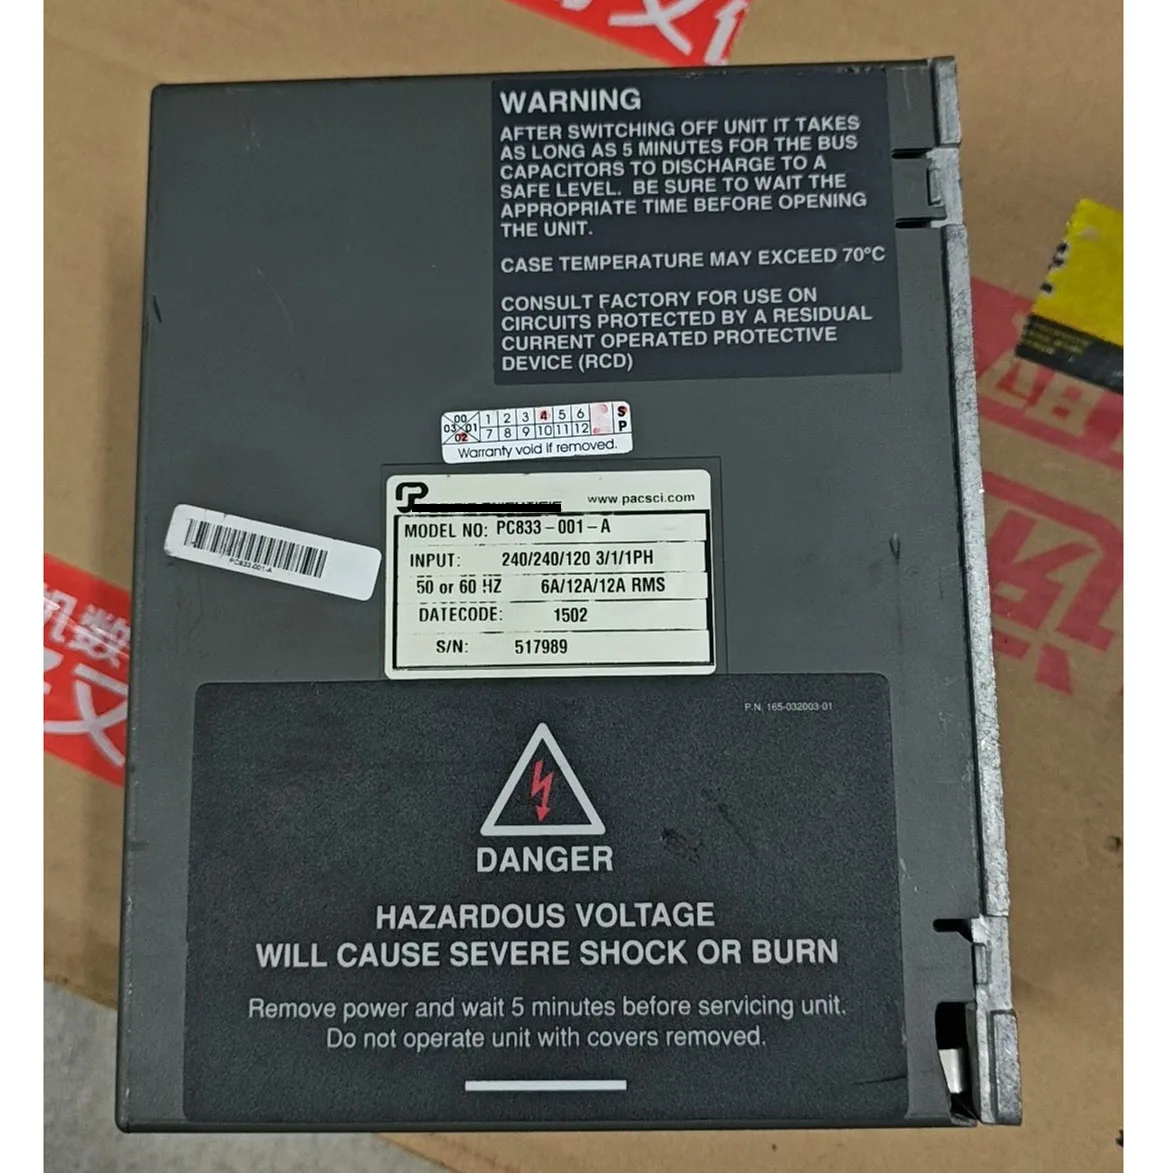 WARNING
AFTER SWITCHING OFF UNIT IT TAKES
AS LONG AS 5 MINUTES FOR THE BUS
CAPACITORS TO DISCHARGE TO A
SAFE LEVEL. BE SURE TO WAIT THE
APPROPRIATE TIME BEFORE OPENING
THE UNIT.
CASE TEMPERATURE MAY EXCEED 70°C
CONSULT FACTORY FOR USE ON
CIRCUITS PROTECTED BY A RESIDUAL
CURRENT OPERATED PROTECTIVE
DEVICE (RCD)
00 1 2 3 4 5 6 S
03 01 7 8 9 10 11 12 P
02
Warranty void if removed.
www.pacsci.com
MODEL NO: PC833-001-A
INPUT: 240/240/120 3/1/1PH
50 or 60 HZ 6A/12A/12A RMS
DATECODE: 1502
S/N: 517989
PC833-001-A
P.N. 165-032003-01
DANGER
HAZARDOUS VOLTAGE
WILL CAUSE SEVERE SHOCK OR BURN
Remove power and wait 5 minutes before servicing unit.
Do not operate unit with covers removed.
机数